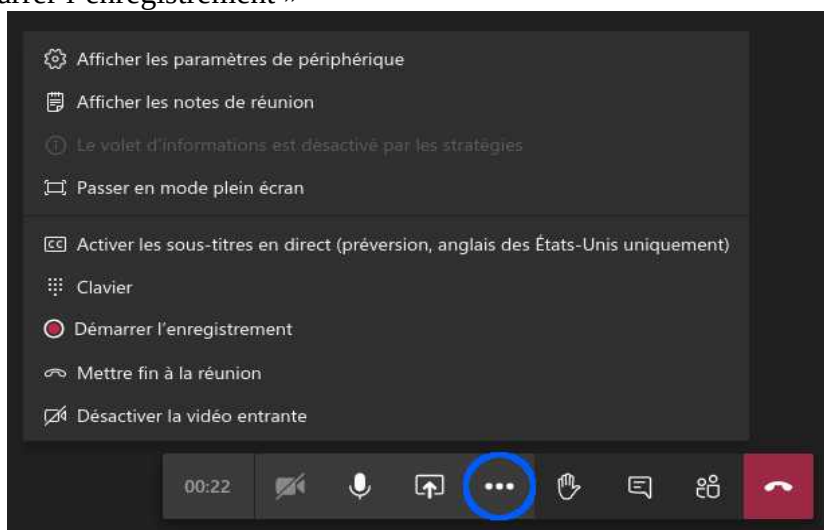 l'enregistrement »
Afficher les paramètres de périphérique
Afficher les notes de réunion
Le volet d'informations est désactivé par les stratégies
Passer en mode plein écran
Activer les sous-titres en direct (préversion, anglais des États-Unis uniquement)
Clavier
Démarrer l'enregistrement
Mettre fin à la réunion
Désactiver la vidéo entrante
00:22